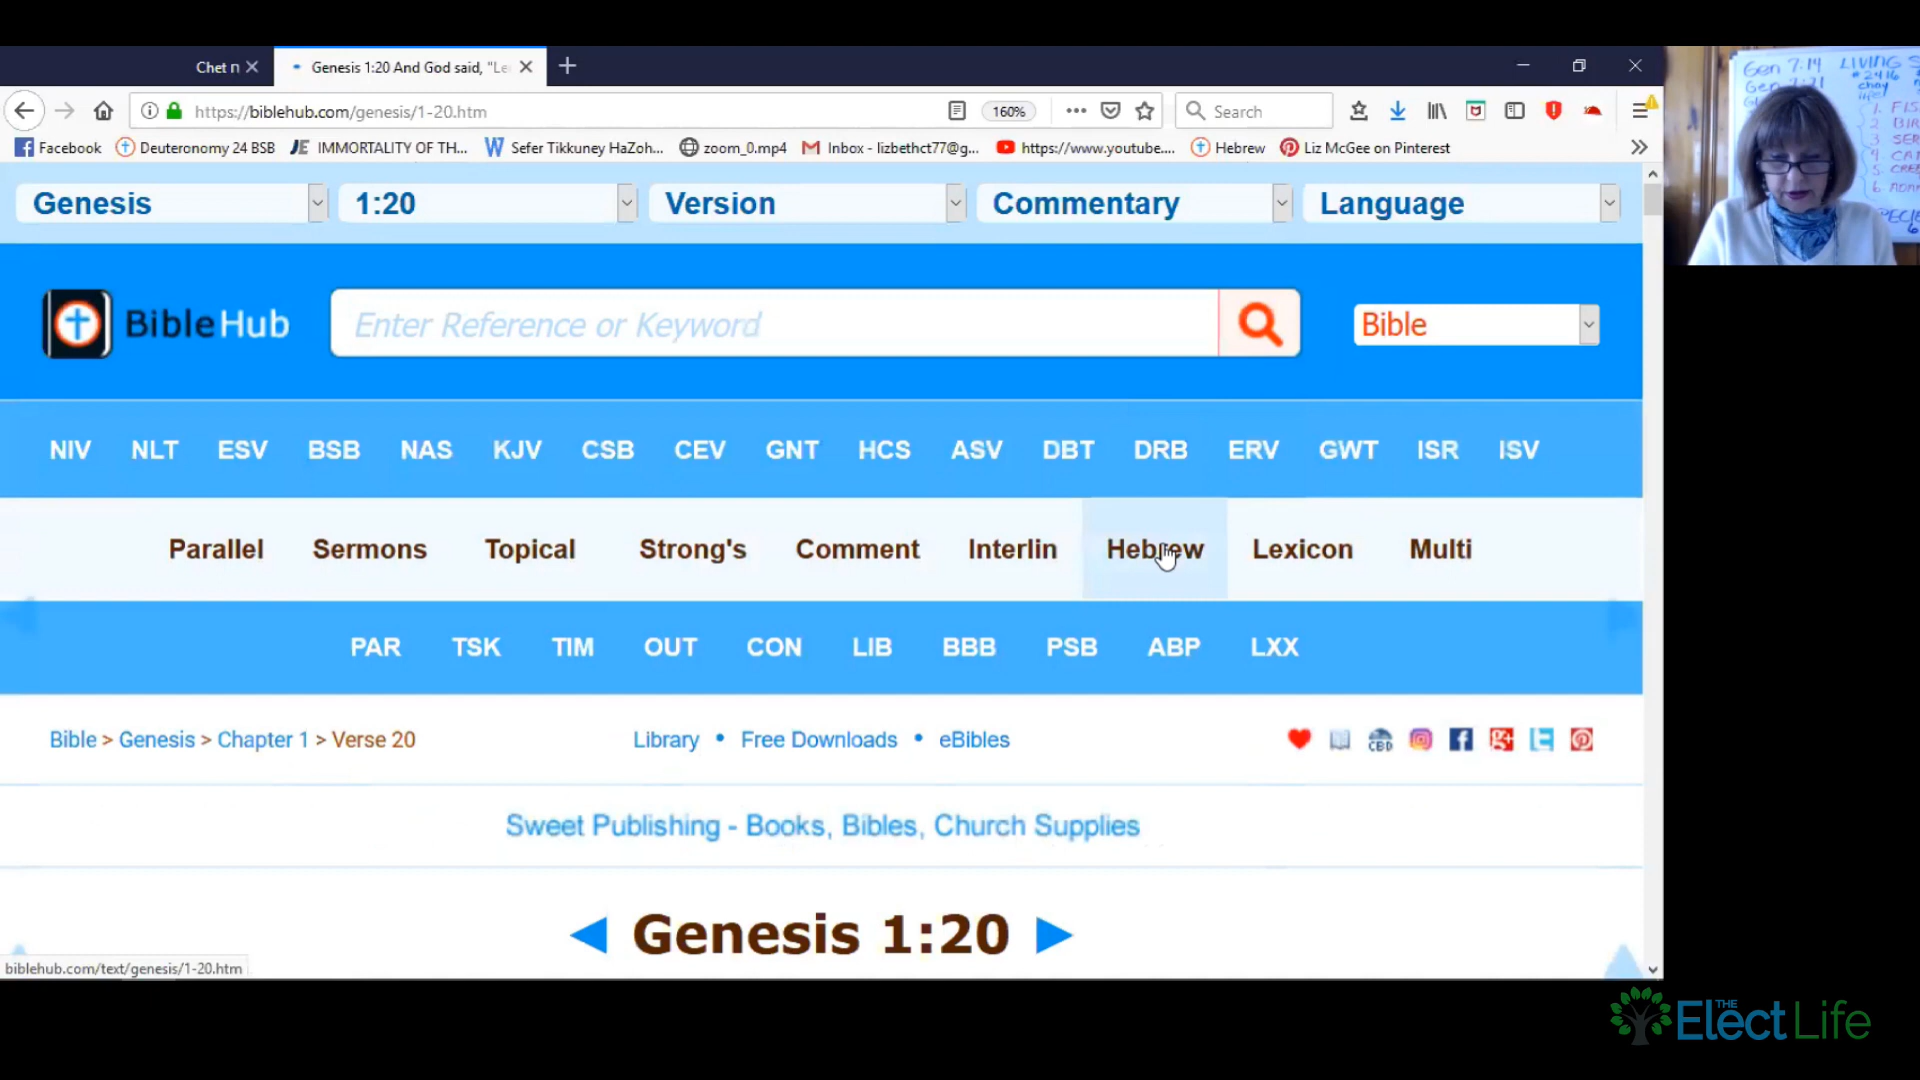 Chet n
Genesis 1:20 And God said, "Le
https://biblehub.com/genesis/1-20.htm
160%
Search
Facebook
Deuteronomy 24 BSB
IMMORTALITY OF TH...
Sefer Tikkuney HaZoh...
zoom_0.mp4
Inbox - lizbethct77@g...
https://www.youtube....
Hebrew
Liz McGee on Pinterest
Genesis
1:20
Version
Commentary
Language
BibleHub
Enter Reference or Keyword
Bible
NIV NLT ESV BSB NAS KJV CSB CEV GNT HCS ASV DBT DRB ERV GWT ISR ISV
Parallel Sermons Topical Strong's Comment Interlin Hebrew Lexicon Multi
PAR TSK TIM OUT CON LIB BBB PSB ABP LXX
Bible > Genesis > Chapter 1 > Verse 20
Library • Free Downloads • eBibles
CBD
Sweet Publishing - Books, Bibles, Church Supplies
Genesis 1:20
biblehub.com/text/genesis/1-20.htm
Gen 7:14 LIVING
#2416
chay
THE
Elect Life